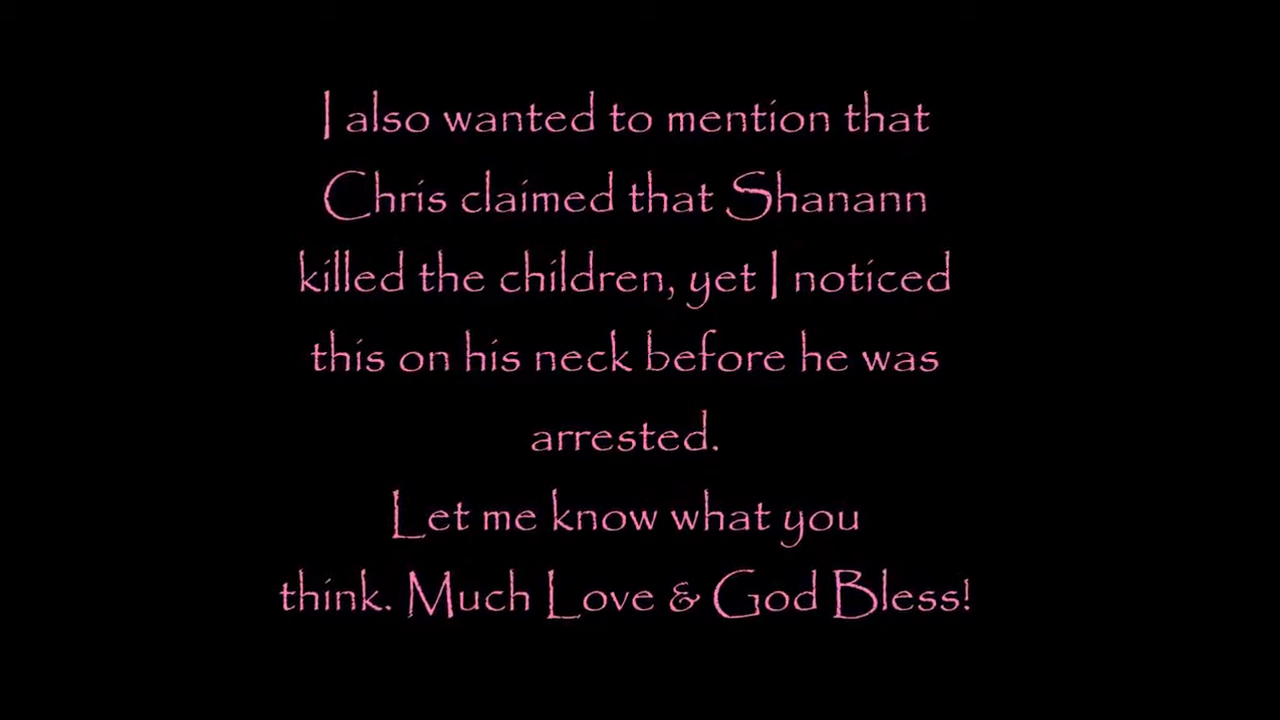 I also wanted to mention that
Chris claimed that Shanann
killed the children, yet I noticed
this on his neck before he was
arrested.
Let me know what you
think. Much Love & God Bless!